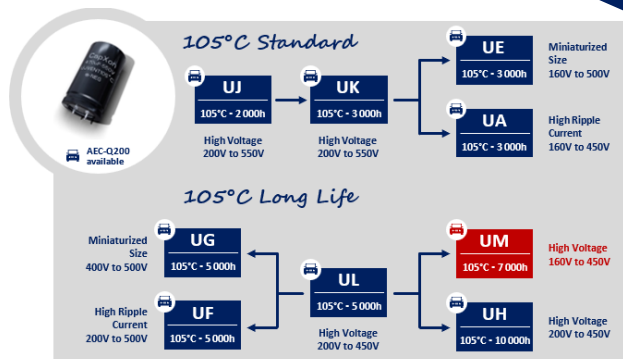 105°C Standard
CapXon
AEC-Q200
available
UJ
105°C - 2 000h
High Voltage
200V to 550V
UK
105°C - 3 000h
High Voltage
200V to 550V
UE
105°C - 3 000h
Miniaturized
Size
160V to 500V
UA
105°C - 3 000h
High Ripple
Current
160V to 450V
105°C Long Life
Miniaturized
Size
400V to 500V
UG
105°C - 5 000h
High Ripple
Current
200V to 500V
UF
105°C - 5 000h
UL
105°C - 5 000h
High Voltage
200V to 450V
UM
105°C - 7 000h
High Voltage
160V to 450V
UH
105°C - 10 000h
High Voltage
200V to 450V